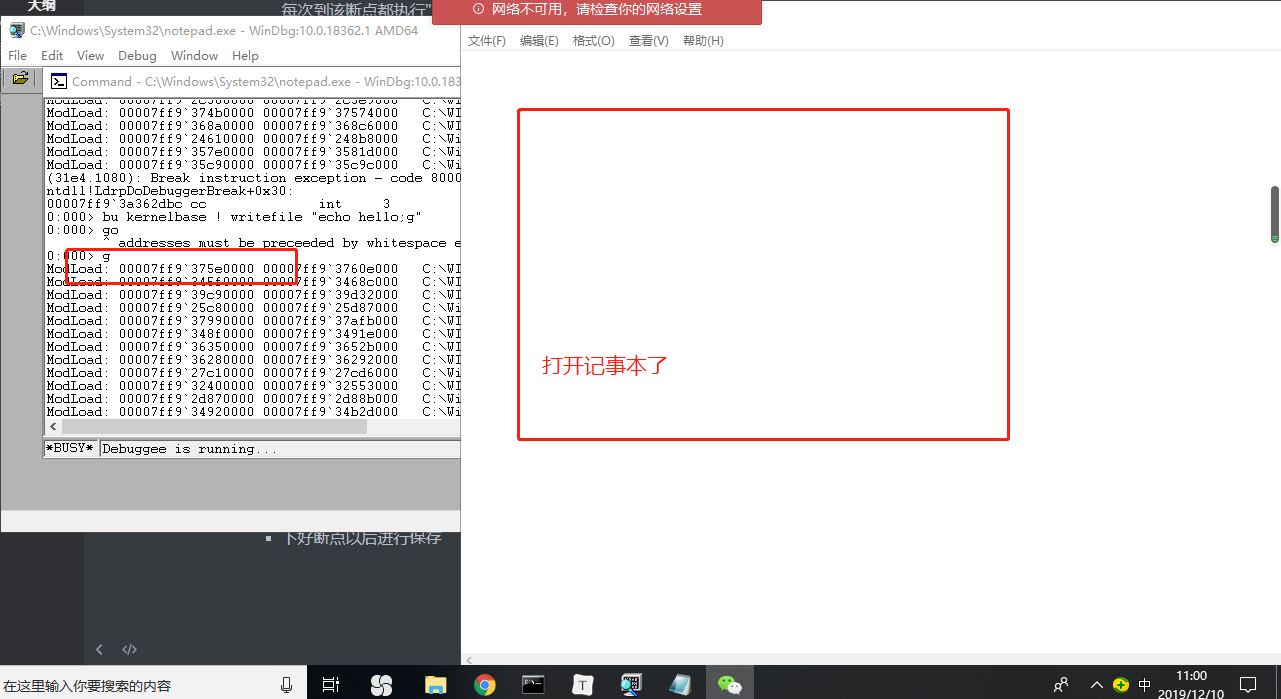 大纲
每次到该断点都执行"
网络不可用，请检查你的网络设置
C:\Windows\System32\notepad.exe - WinDbg:10.0.18362.1 AMD64
File Edit View Debug Window Help
文件(F) 编辑(E) 格式(O) 查看(V) 帮助(H)
Command - C:\Windows\System32\notepad.exe - WinDbg:10.0.183
ModLoad: 00007ff9`2c300000 00007ff9`2c3e9000 C:\Wi
ModLoad: 00007ff9`374b0000 00007ff9`37574000 C:\WI
ModLoad: 00007ff9`368a0000 00007ff9`368c6000 C:\WI
ModLoad: 00007ff9`24610000 00007ff9`248b8000 C:\Wi
ModLoad: 00007ff9`357e0000 00007ff9`3581d000 C:\Wi
ModLoad: 00007ff9`35c90000 00007ff9`35c9c000 C:\Wi
(31e4.1080): Break instruction exception - code 8000
ntdll!LdrpDoDebuggerBreak+0x30:
00007ff9`3a362dbc cc int 3
0:000> bu kernelbase ! writefile "echo hello;g"
0:000> go
^ addresses must be preceeded by whitespace e
0:000> g
ModLoad: 00007ff9`375e0000 00007ff9`3760e000 C:\WI
ModLoad: 00007ff9`345f0000 00007ff9`3468c000 C:\WI
ModLoad: 00007ff9`39c90000 00007ff9`39d32000 C:\WI
ModLoad: 00007ff9`25c80000 00007ff9`25d87000 C:\WI
ModLoad: 00007ff9`37990000 00007ff9`37afb000 C:\WI
ModLoad: 00007ff9`348f0000 00007ff9`3491e000 C:\WI
ModLoad: 00007ff9`36350000 00007ff9`3652b000 C:\WI
ModLoad: 00007ff9`36280000 00007ff9`36292000 C:\WI
ModLoad: 00007ff9`27c10000 00007ff9`27cd6000 C:\WI
ModLoad: 00007ff9`32400000 00007ff9`32553000 C:\WI
ModLoad: 00007ff9`2d870000 00007ff9`2d88b000 C:\Wi
ModLoad: 00007ff9`34920000 00007ff9`34b2d000 C:\Wi
*BUSY* Debuggee is running...
打开记事本了
下好断点以后进行保存
在这里输入你要搜索的内容
T
中
11:00
2019/12/10